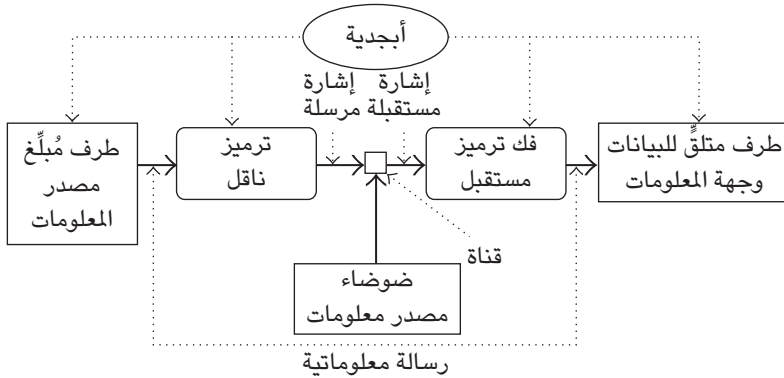 أبجدية
إشارة
مرسلة
إشارة
مستقبلة
طرف مُبلِّغ
مصدر
المعلومات
ترميز
ناقل
فك ترميز
مستقبل
طرف متلقٍّ للبيانات
وجهة المعلومات
قناة
ضوضاء
مصدر معلومات
رسالة معلوماتية